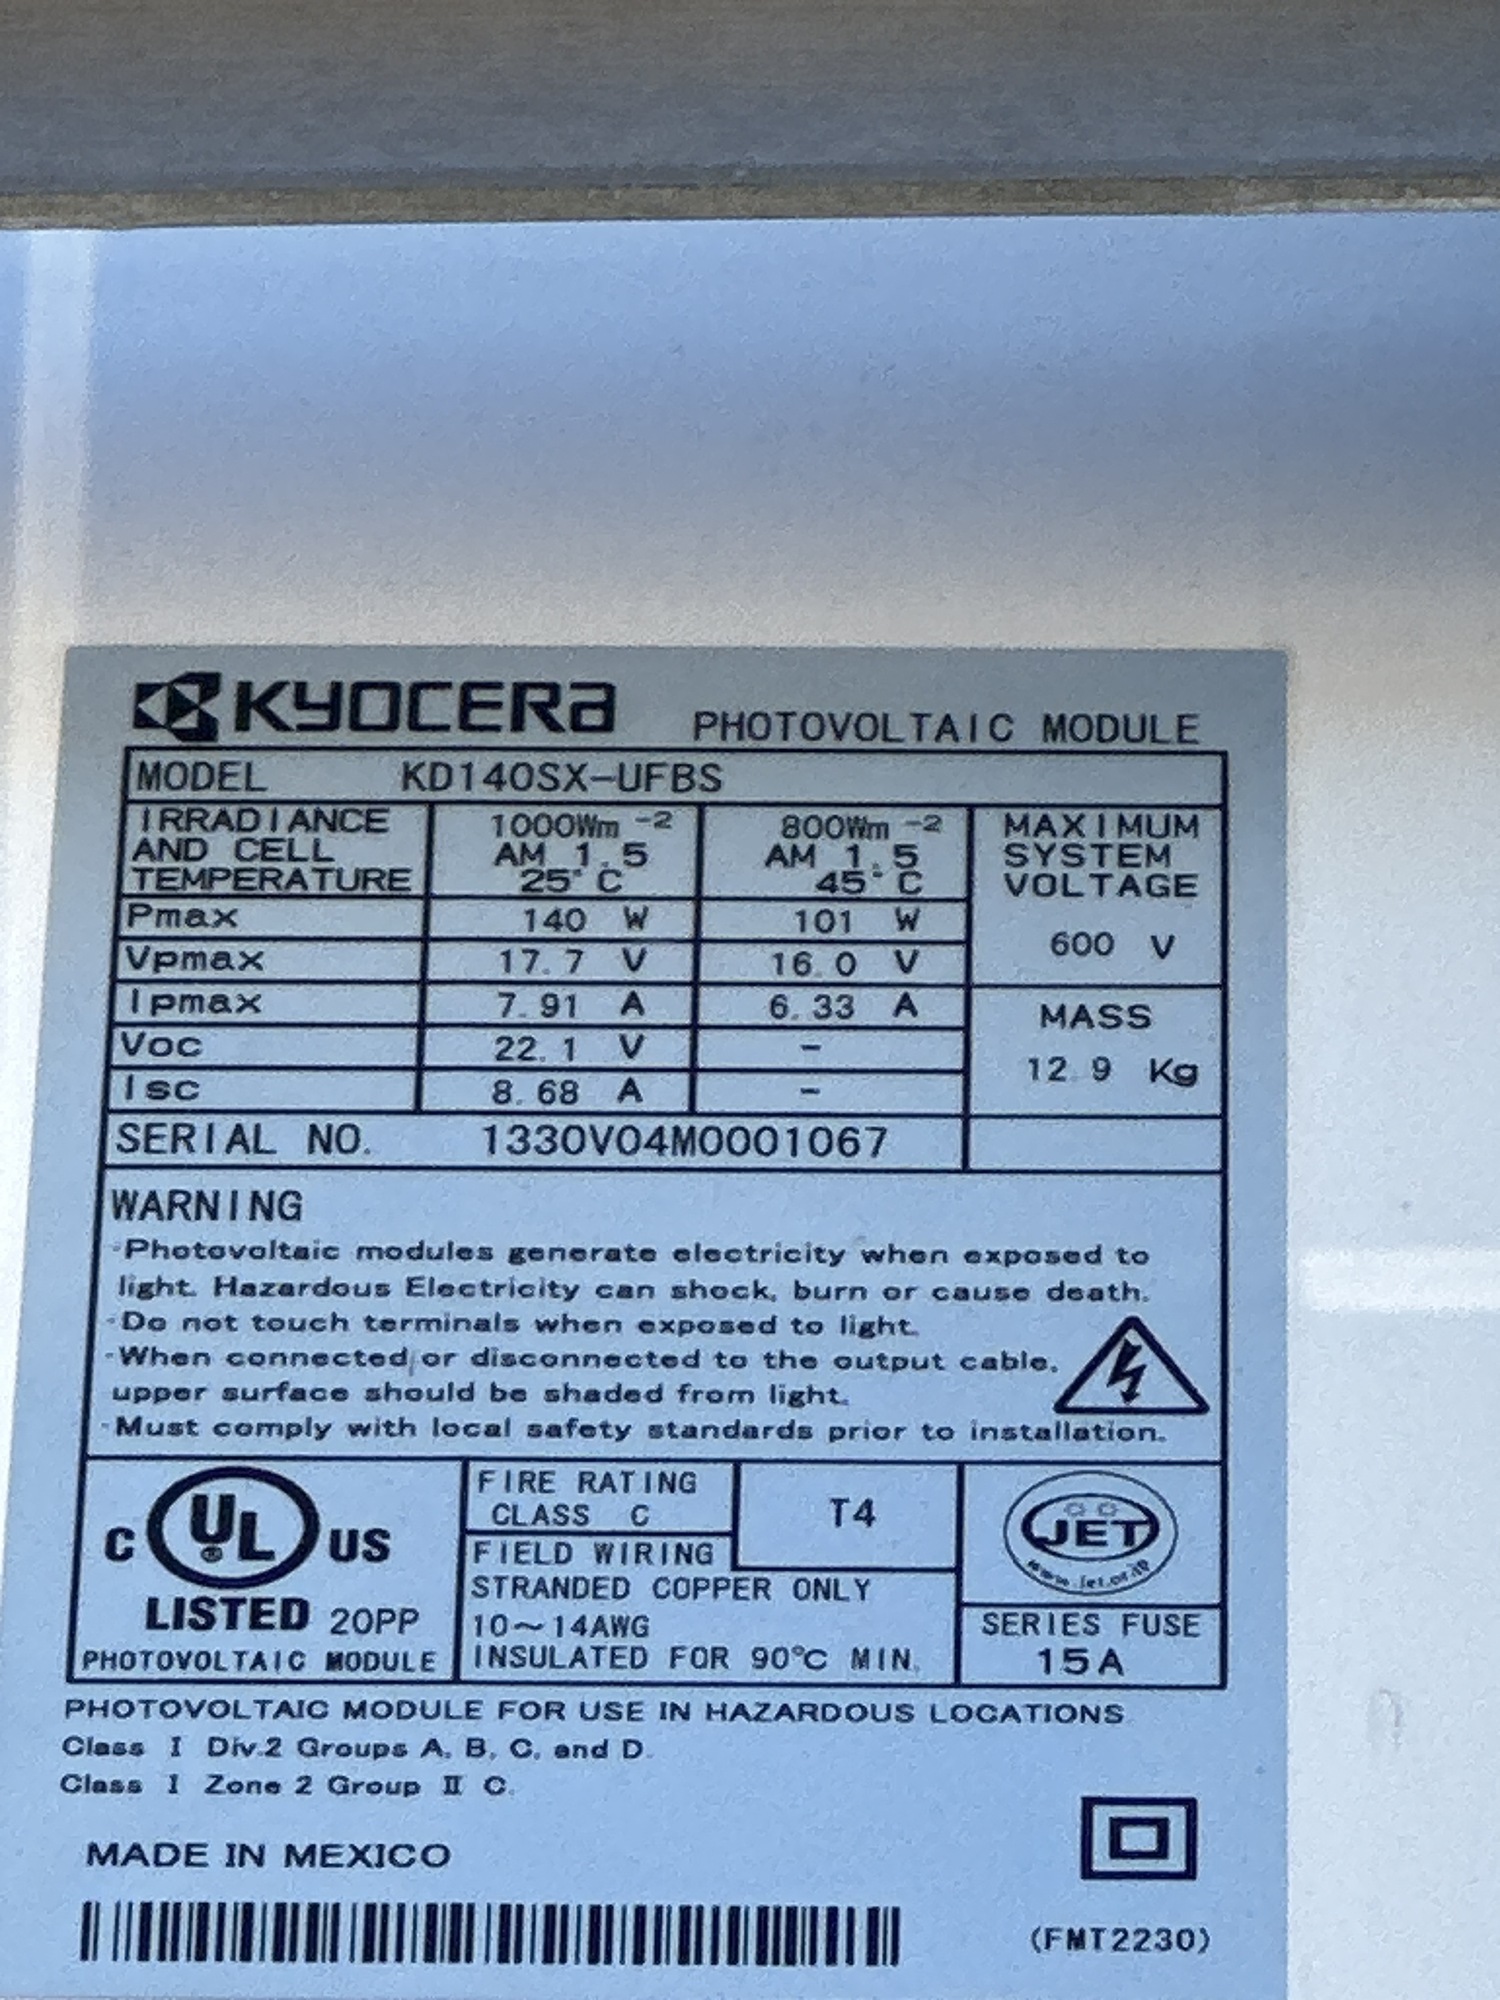 KYOCERA PHOTOVOLTAIC MODULE
MODEL KD140SX-UFBS
IRRADIANCE AND CELL TEMPERATURE
1000Wm -2 AM 1.5 25°C
800Wm -2 AM 1.5 45°C
MAXIMUM SYSTEM VOLTAGE
600 V
Pmax 140 W 101 W
Vpmax 17.7 V 16.0 V
Ipmax 7.91 A 6.33 A
MASS
12.9 Kg
Voc 22.1 V -
Isc 8.68 A -
SERIAL NO. 1330V04M0001067
WARNING
·Photovoltaic modules generate electricity when exposed to
light. Hazardous Electricity can shock, burn or cause death.
·Do not touch terminals when exposed to light.
·When connected/or disconnected to the output cable,
upper surface should be shaded from light.
·Must comply with local safety standards prior to installation.
C UL ® US
LISTED 20PP
PHOTOVOLTAIC MODULE
FIRE RATING
CLASS C
T4
FIELD WIRING
STRANDED COPPER ONLY
10~14AWG
INSULATED FOR 90℃ MIN.
JET
www.jet.or.jp
SERIES FUSE
15A
PHOTOVOLTAIC MODULE FOR USE IN HAZARDOUS LOCATIONS
Class I Div.2 Groups A, B, C, and D.
Class I Zone 2 Group II C.
MADE IN MEXICO
(FMT2230)